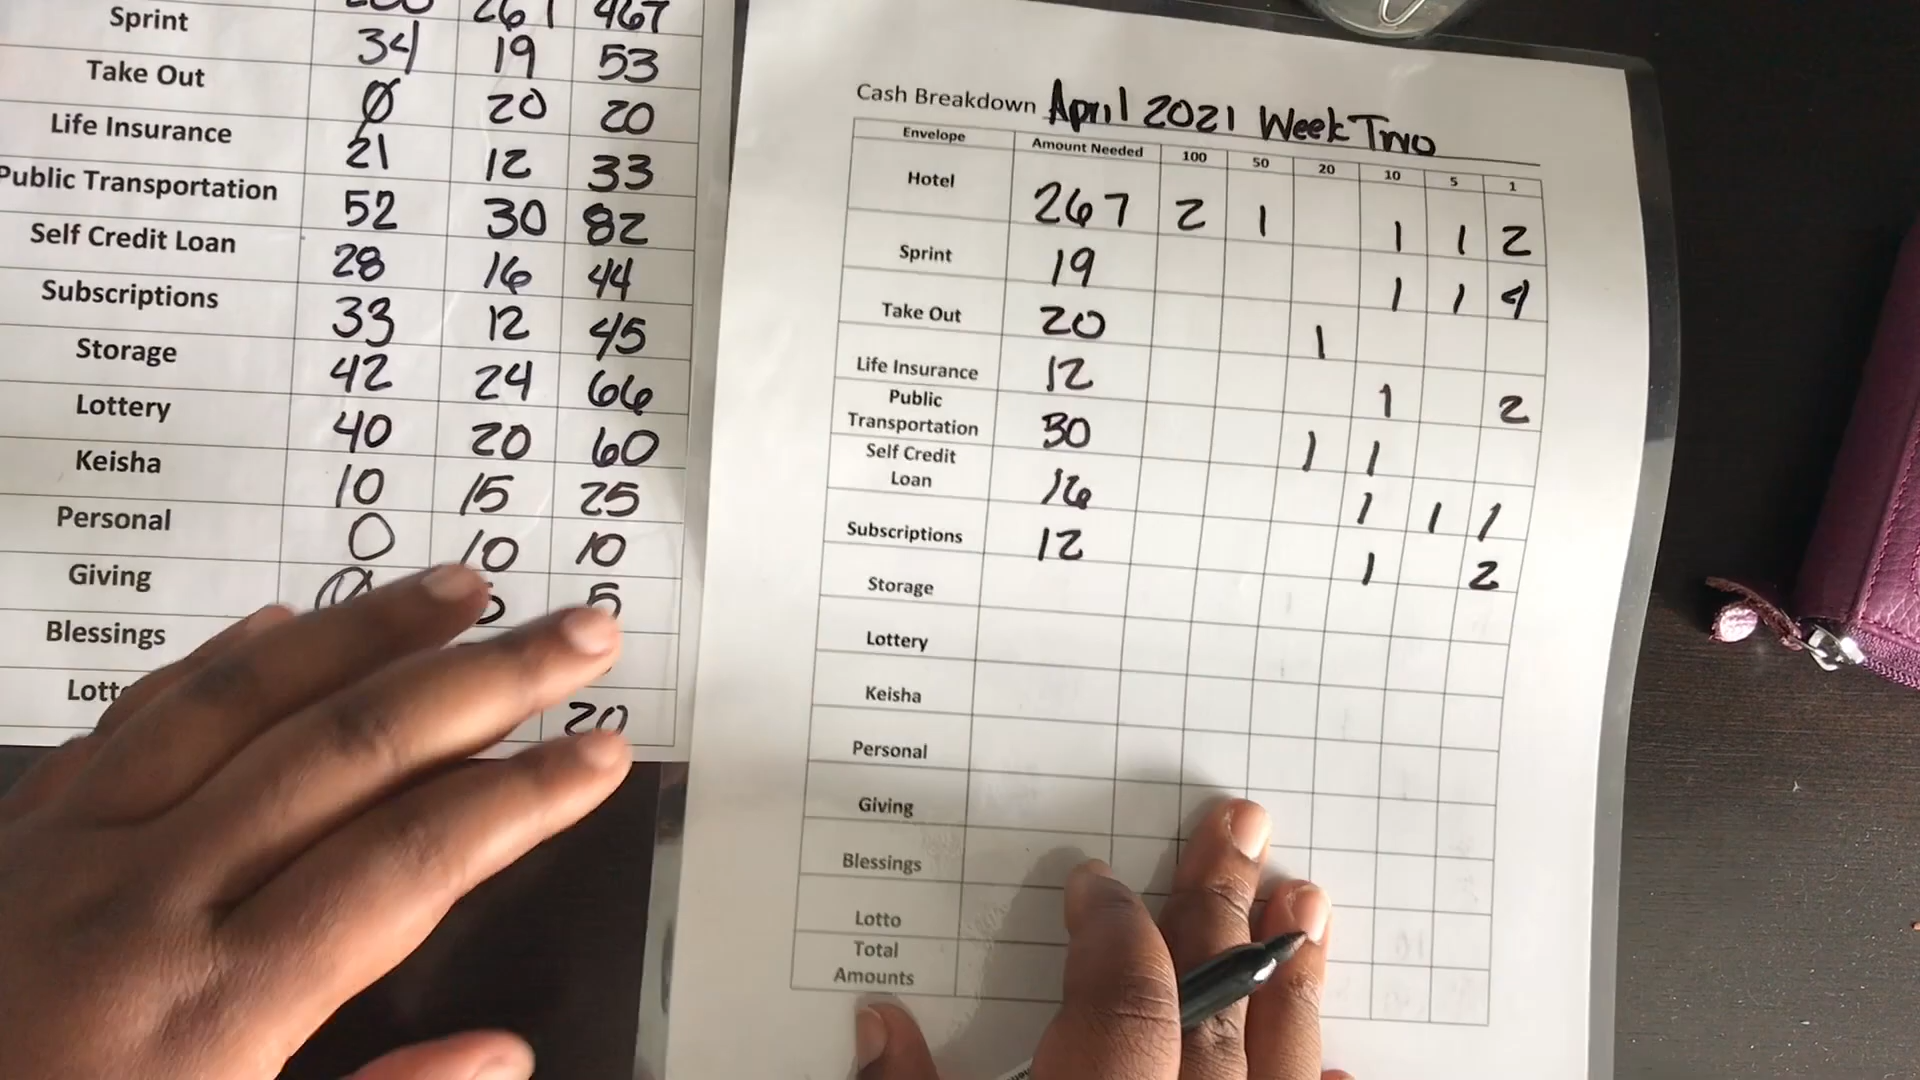 261 467
Sprint 34 19 53
Take Out 0 20 20
Life Insurance 21 12 33
Public Transportation 52 30 82
Self Credit Loan 28 16 44
Subscriptions 33 12 45
Storage 42 24 66
Lottery 40 20 60
Keisha 10 15 25
Personal 0 10 10
Giving 0 5
Blessings
20
Cash Breakdown April 2021 Week Two
Envelope Amount Needed 100 50 20 10 5 1
Hotel 267 2 1 1 1 2
Sprint 19 1 1 4
Take Out 20 1
Life Insurance 12 1 2
Public
Transportation 30 1 1
Self Credit
Loan 16 1 1 1
Subscriptions 12 1 2
Storage
Lottery
Keisha
Personal
Giving
Blessings
Lotto
Total
Amounts